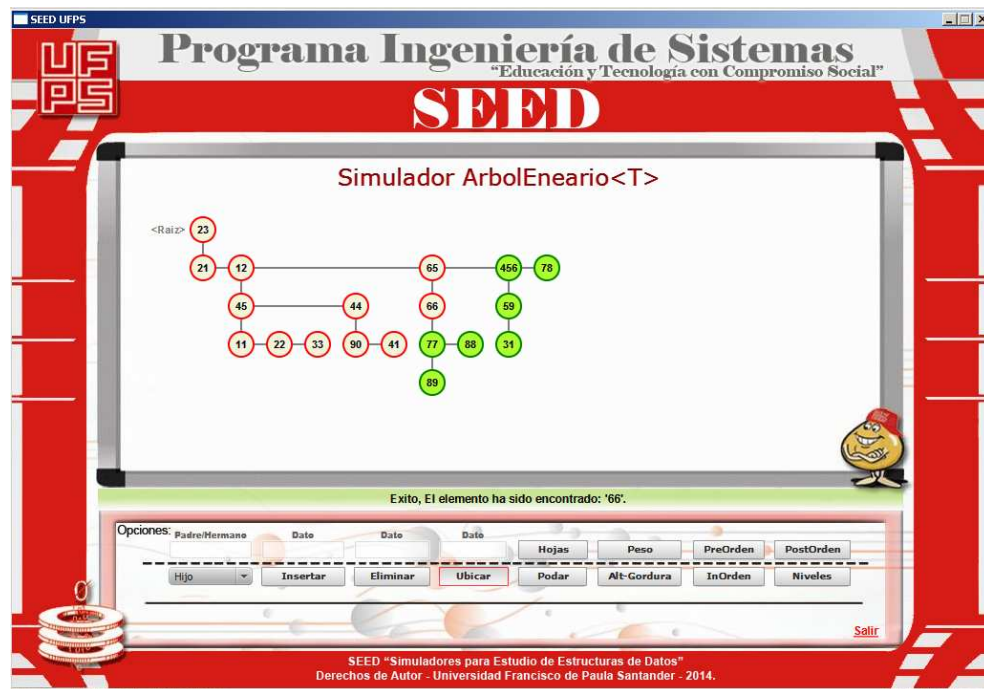 SEED UFPS
UF
PS
Programa Ingeniería de Sistemas
“Educación y Tecnología con Compromiso Social”
SEED
Simulador ArbolEneario<T>
<Raiz> 23
21 12 65 456 78
45 44 66 59
11 22 33 90 41 77 88 31
89
Exito, El elemento ha sido encontrado: '66'.
Opciones: Padre/Hermano Dato Dato Dato
Hojas Peso PreOrden PostOrden
Hijo Insertar Eliminar Ubicar Podar Alt-Gordura InOrden Niveles
Salir
SEED “Simuladores para Estudio de Estructuras de Datos”
Derechos de Autor - Universidad Francisco de Paula Santander - 2014.